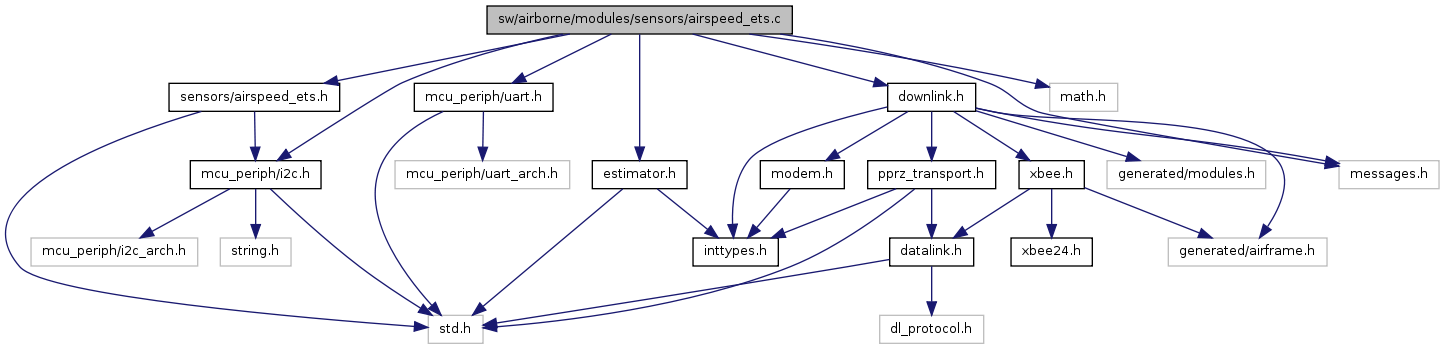 sw/airborne/modules/sensors/airspeed_ets.c
sensors/airspeed_ets.h
mcu_periph/uart.h
downlink.h
math.h
mcu_periph/i2c.h
mcu_periph/uart_arch.h
estimator.h
modem.h
pprz_transport.h
xbee.h
generated/modules.h
messages.h
mcu_periph/i2c_arch.h
string.h
inttypes.h
datalink.h
xbee24.h
generated/airframe.h
std.h
dl_protocol.h